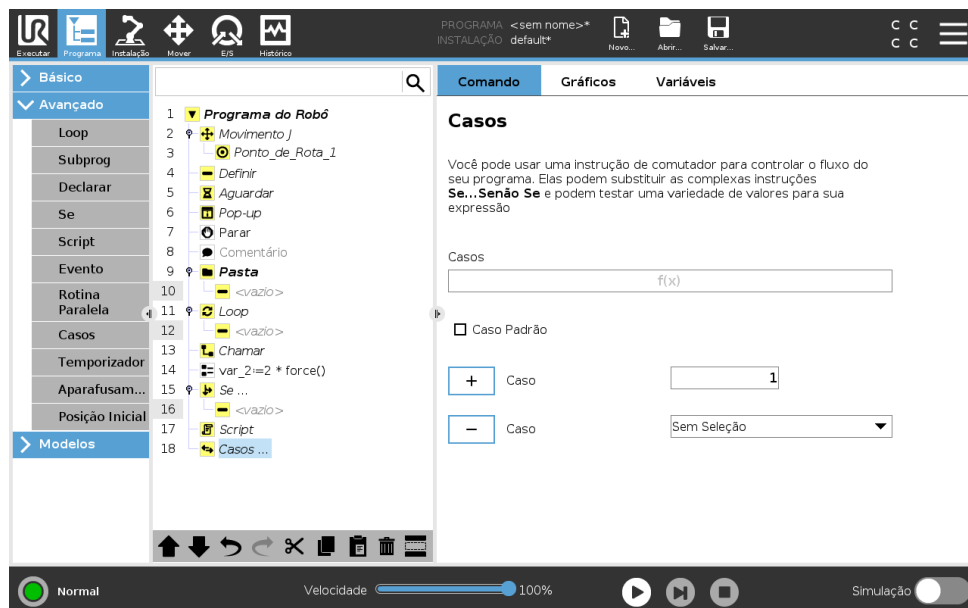 PROGRAMA <sem nome>*
INSTALAÇÃO default*
C C
C C
Executar Programa Instalação Mover E/S Histórico Novo... Abrir... Salvar...
Básico
Avançado
Loop
Subprog
Declarar
Se
Script
Evento
Rotina
Paralela
Casos
Temporizador
Aparafusam...
Posição Inicial
Modelos
1 Programa do Robô
2 Movimento J
3 Ponto_de_Rota_1
4 Definir
5 Aguardar
6 Pop-up
7 Parar
8 Comentário
9 Pasta
10 <vazio>
11 Loop
12 <vazio>
13 Chamar
14 var_2:=2 * force()
15 Se ...
16 <vazio>
17 Script
18 Casos ...
Comando Gráficos Variáveis
Casos
Você pode usar uma instrução de comutador para controlar o fluxo do
seu programa. Elas podem substituir as complexas instruções
Se...Senão Se e podem testar uma variedade de valores para sua
expressão
Casos
f(x)
Caso Padrão
+ Caso 1
− Caso Sem Seleção
Normal Velocidade 100% Simulação